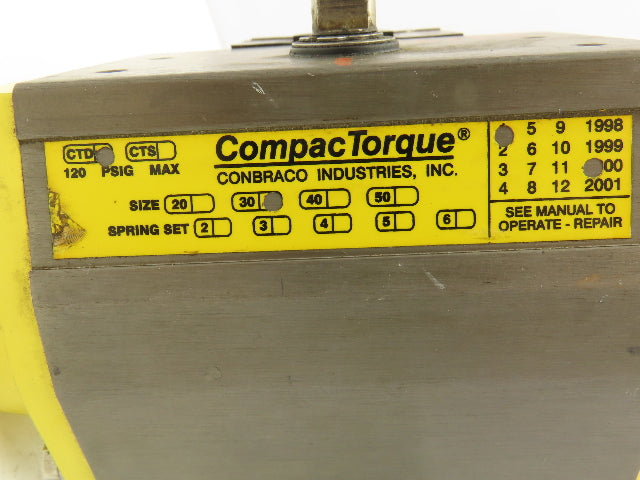 CTD CTS
120 PSIG MAX
CompacTorque®
CONBRACO INDUSTRIES, INC.
SIZE 20 30 40 50
SPRING SET 2 3 4 5 6
5 9 1998
2 6 10 1999
3 7 11 00
4 8 12 2001
SEE MANUAL TO
OPERATE - REPAIR